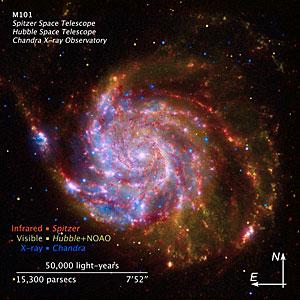 M101
Spitzer Space Telescope
Hubble Space Telescope
Chandra X-ray Observatory
Infrared ▪ Spitzer
Visible ▪ Hubble+NOAO
X-ray ▪ Chandra
50,000 light-years
▪15,300 parsecs 7'52"
N
E